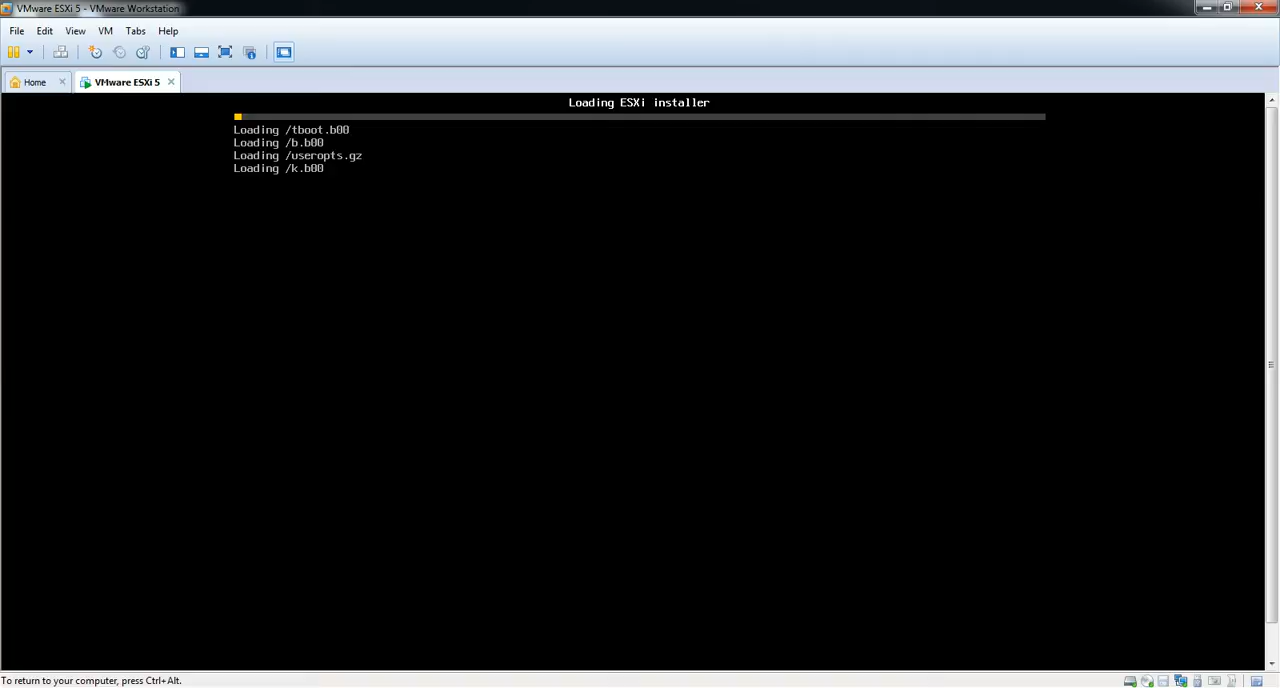 VMware ESXi 5 - VMware Workstation
File Edit View VM Tabs Help
Home VMware ESXi 5
Loading ESXi installer
Loading /tboot.b00
Loading /b.b00
Loading /useropts.gz
Loading /k.b00
To return to your computer, press Ctrl+Alt.